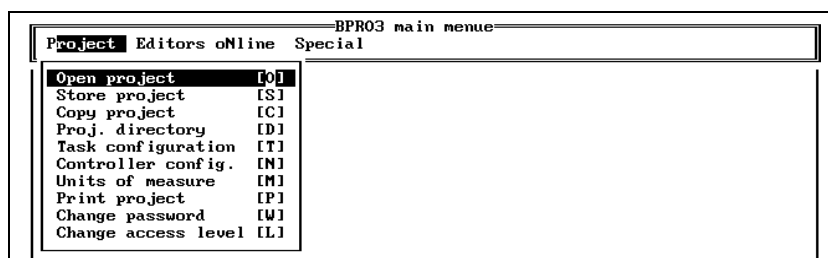 BPRO3 main menue
Project Editors oNline Special
Open project [O]
Store project [S]
Copy project [C]
Proj. directory [D]
Task configuration [T]
Controller config. [N]
Units of measure [M]
Print project [P]
Change password [W]
Change access level [L]